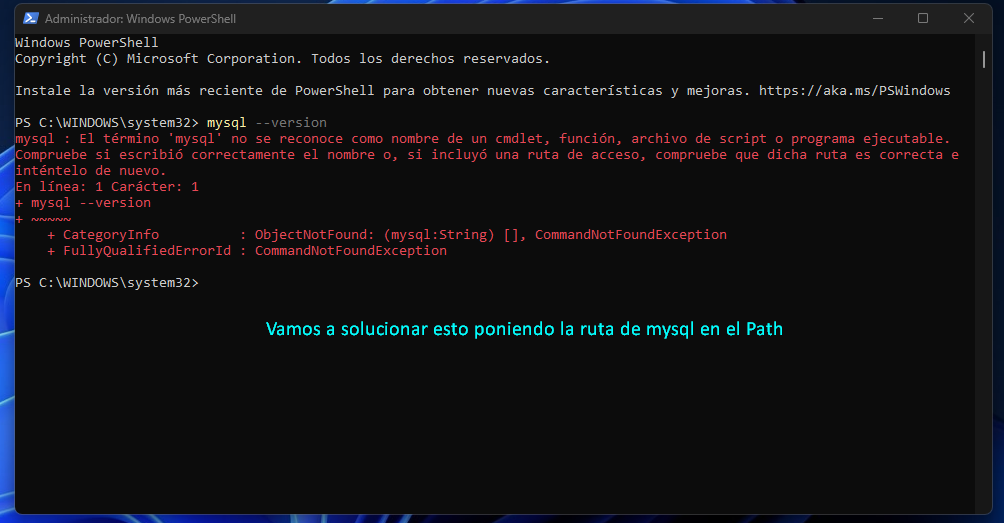 Administrador: Windows PowerShell
Windows PowerShell
Copyright (C) Microsoft Corporation. Todos los derechos reservados.
Instale la versión más reciente de PowerShell para obtener nuevas características y mejoras. https://aka.ms/PSWindows
PS C:\WINDOWS\system32> mysql --version
mysql : El término 'mysql' no se reconoce como nombre de un cmdlet, función, archivo de script o programa ejecutable.
Compruebe si escribió correctamente el nombre o, si incluyó una ruta de acceso, compruebe que dicha ruta es correcta e
inténtelo de nuevo.
En línea: 1 Carácter: 1
+ mysql --version
+ ~~~~~
+ CategoryInfo : ObjectNotFound: (mysql:String) [], CommandNotFoundException
+ FullyQualifiedErrorId : CommandNotFoundException
PS C:\WINDOWS\system32>
Vamos a solucionar esto poniendo la ruta de mysql en el Path